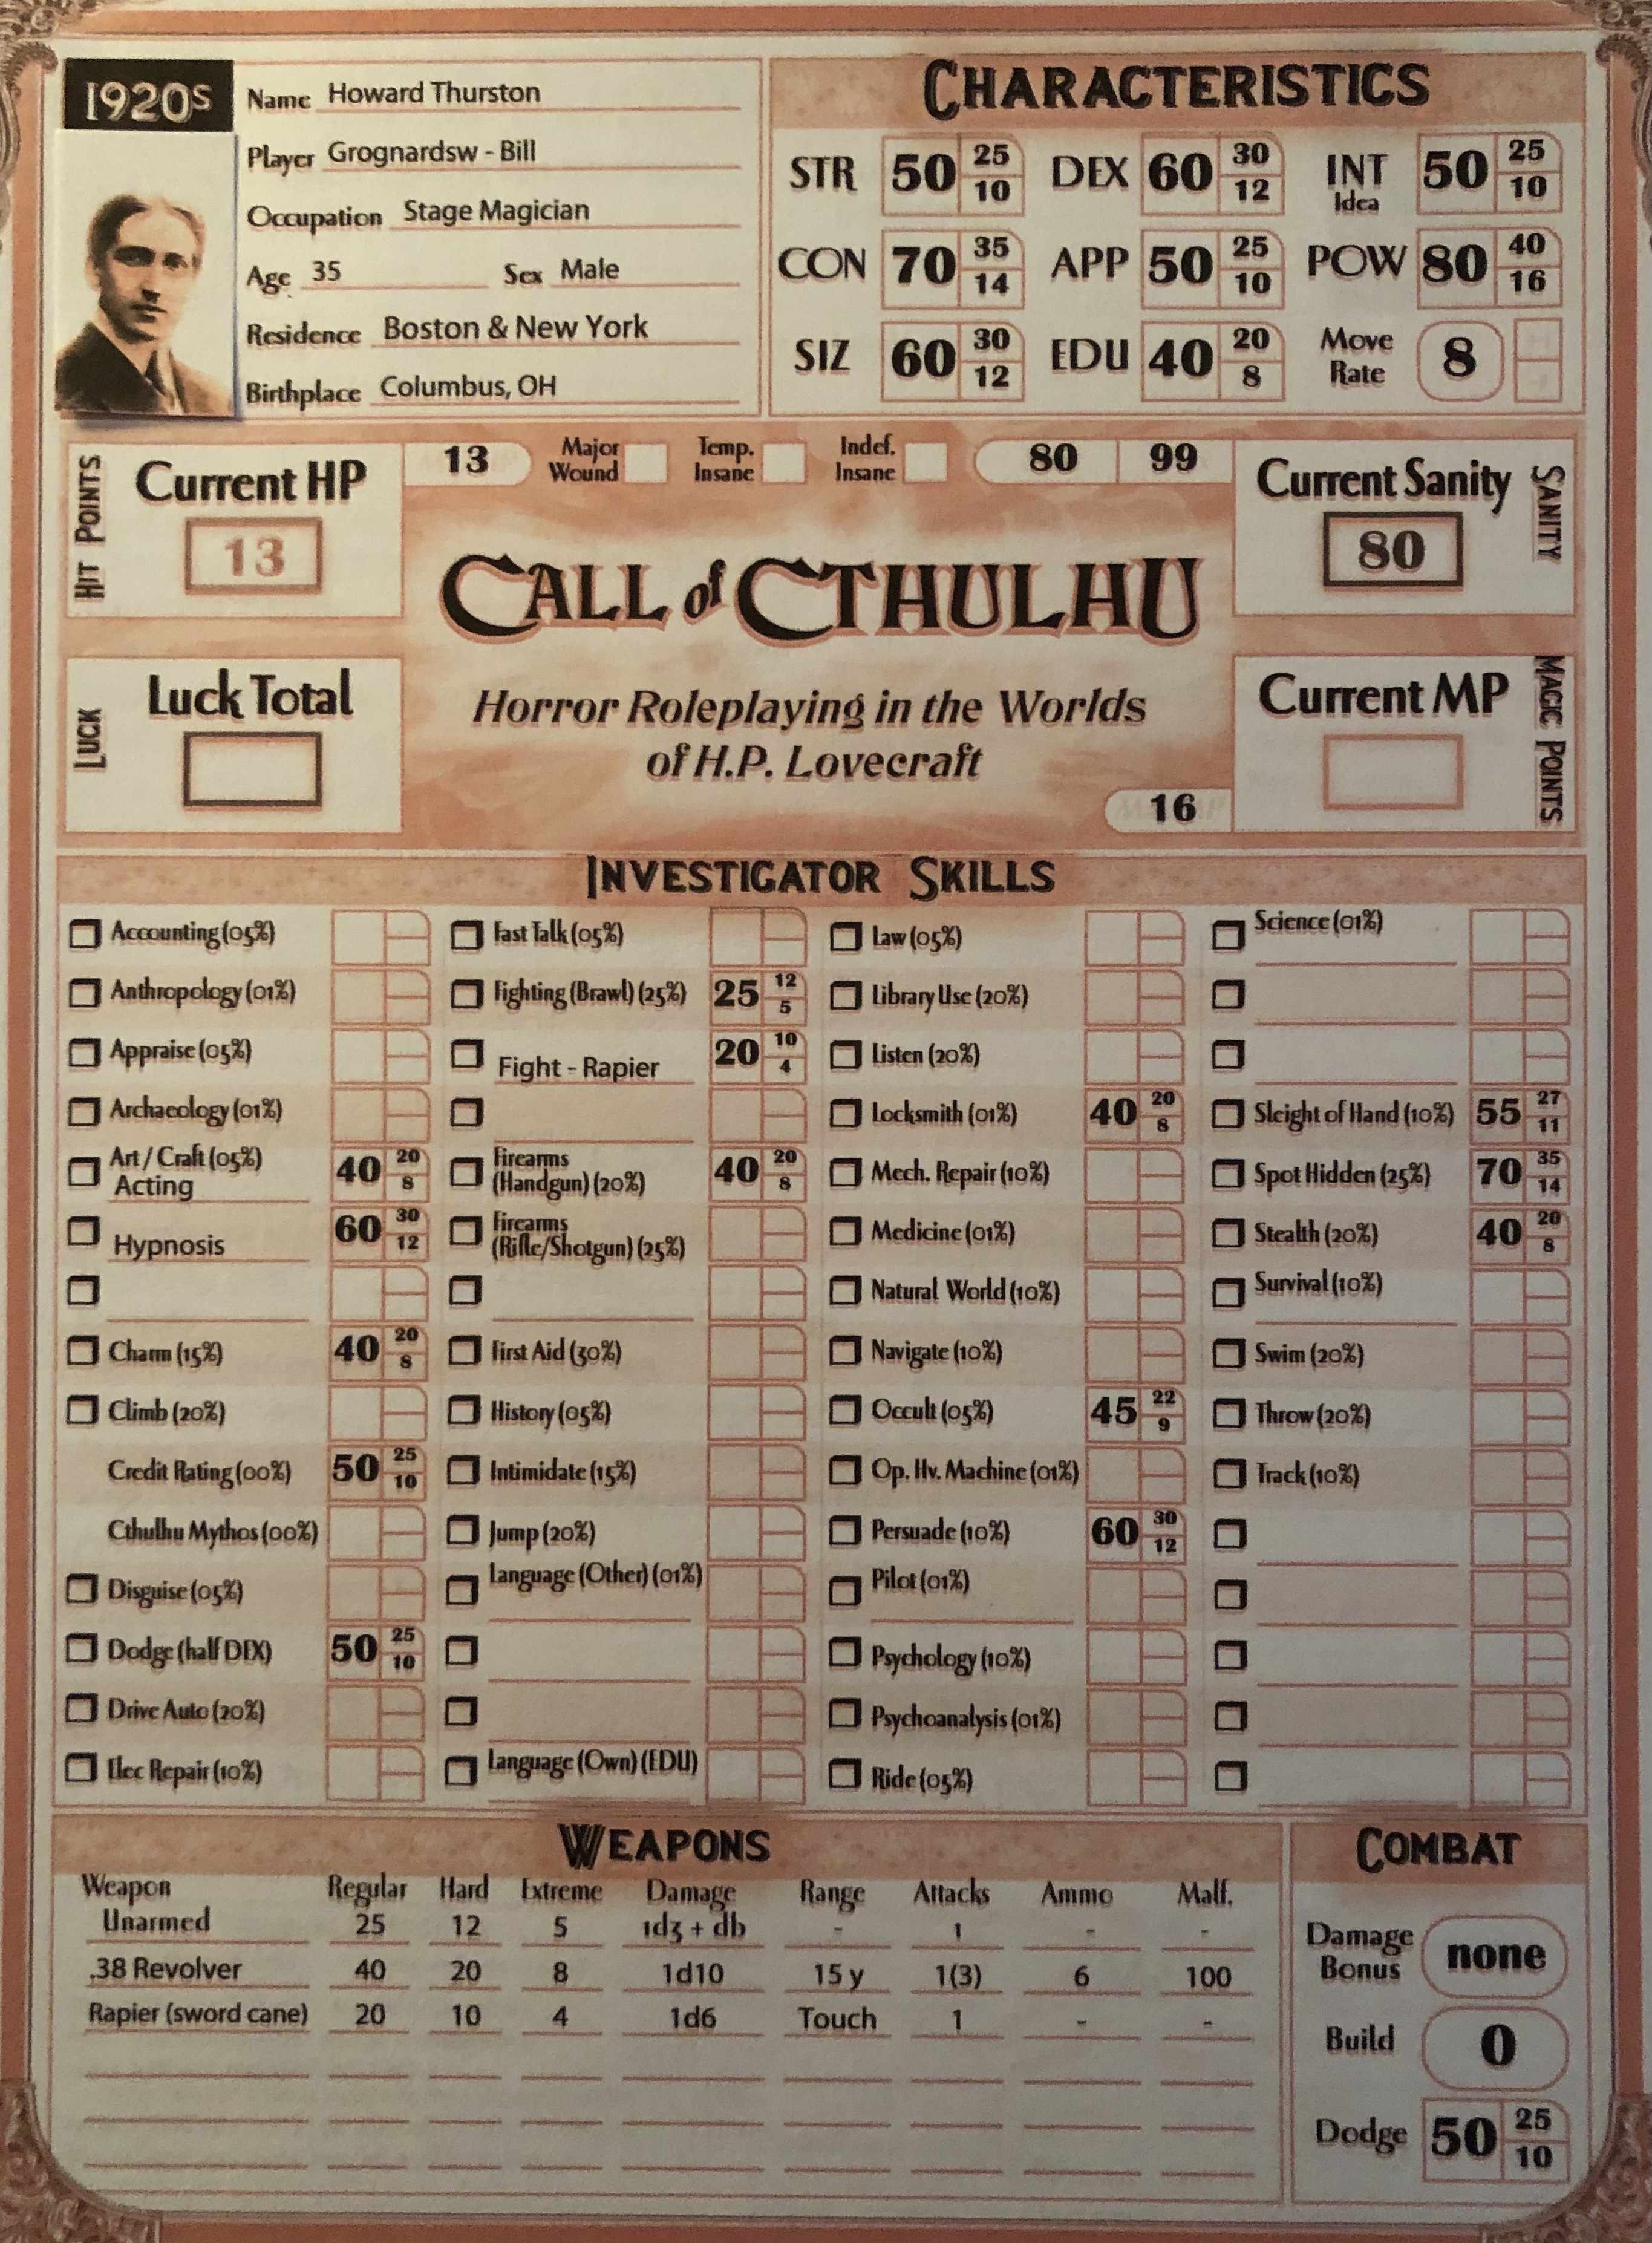 1920s
Name Howard Thurston
Player Grognardsw - Bill
Occupation Stage Magician
Age 35 Sex Male
Residence Boston & New York
Birthplace Columbus, OH
CHARACTERISTICS
STR 50 25 10 DEX 60 30 12 INT Idea 50 25 10
CON 70 35 14 APP 50 25 10 POW 80 40 16
SIZ 60 30 12 EDU 40 20 8 Move Rate 8
HIT POINTS
Current HP
13
13 Major Wound Temp. Insane Indef. Insane 80 99
Current Sanity
80
SANITY
CALL of CTHULHU
Horror Roleplaying in the Worlds
of H.P. Lovecraft
LUCK
Luck Total
16
Current MP
MAGIC POINTS
INVESTIGATOR SKILLS
Accounting (05%)
Anthropology (01%)
Appraise (05%)
Archaeology (01%)
Art / Craft (05%)
Acting 40 20 8
Hypnosis 60 30 12
Charm (15%) 40 20 8
Climb (20%)
Credit Rating (00%) 50 25 10
Cthulhu Mythos (00%)
Disguise (05%)
Dodge (half DEX) 50 25 10
Drive Auto (20%)
Elec Repair (10%)
Fast Talk (05%)
Fighting (Brawl) (25%) 25 12 5
Fight - Rapier 20 10 4
Firearms
(Handgun) (20%) 40 20 8
Firearms
(Rifle/Shotgun) (25%)
First Aid (30%)
History (05%)
Intimidate (15%)
Jump (20%)
Language (Other) (01%)
Language (Own) (EDU)
Law (05%)
Library Use (20%)
Listen (20%)
Locksmith (01%) 40 20 8
Mech. Repair (10%)
Medicine (01%)
Natural World (10%)
Navigate (10%)
Occult (05%) 45 22 9
Op. Hv. Machine (01%)
Persuade (10%) 60 30 12
Pilot (01%)
Psychology (10%)
Psychoanalysis (01%)
Ride (05%)
Science (01%)
Sleight of Hand (10%) 55 27 11
Spot Hidden (25%) 70 35 14
Stealth (20%) 40 20 8
Survival (10%)
Swim (20%)
Throw (20%)
Track (10%)
WEAPONS
Weapon Regular Hard Extreme Damage Range Attacks Ammo Malf.
Unarmed 25 12 5 1d3 + db - 1 - -
.38 Revolver 40 20 8 1d10 15 y 1(3) 6 100
Rapier (sword cane) 20 10 4 1d6 Touch 1 - -
COMBAT
Damage Bonus none
Build 0
Dodge 50 25 10